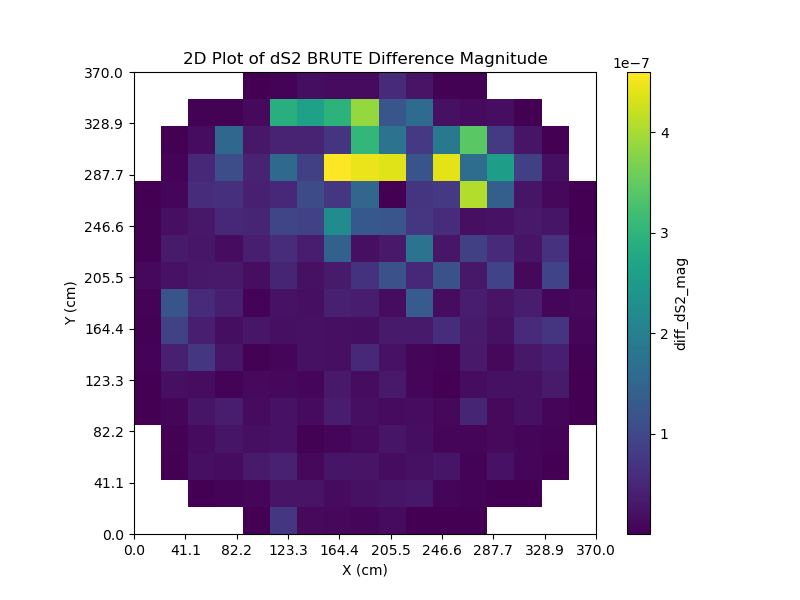 2D Plot of dS2 BRUTE Difference Magnitude
1e−7
370.0
328.9
287.7
246.6
205.5
164.4
123.3
82.2
41.1
0.0
Y (cm)
0.0 41.1 82.2 123.3 164.4 205.5 246.6 287.7 328.9 370.0
X (cm)
4
3
2
1
diff_dS2_mag